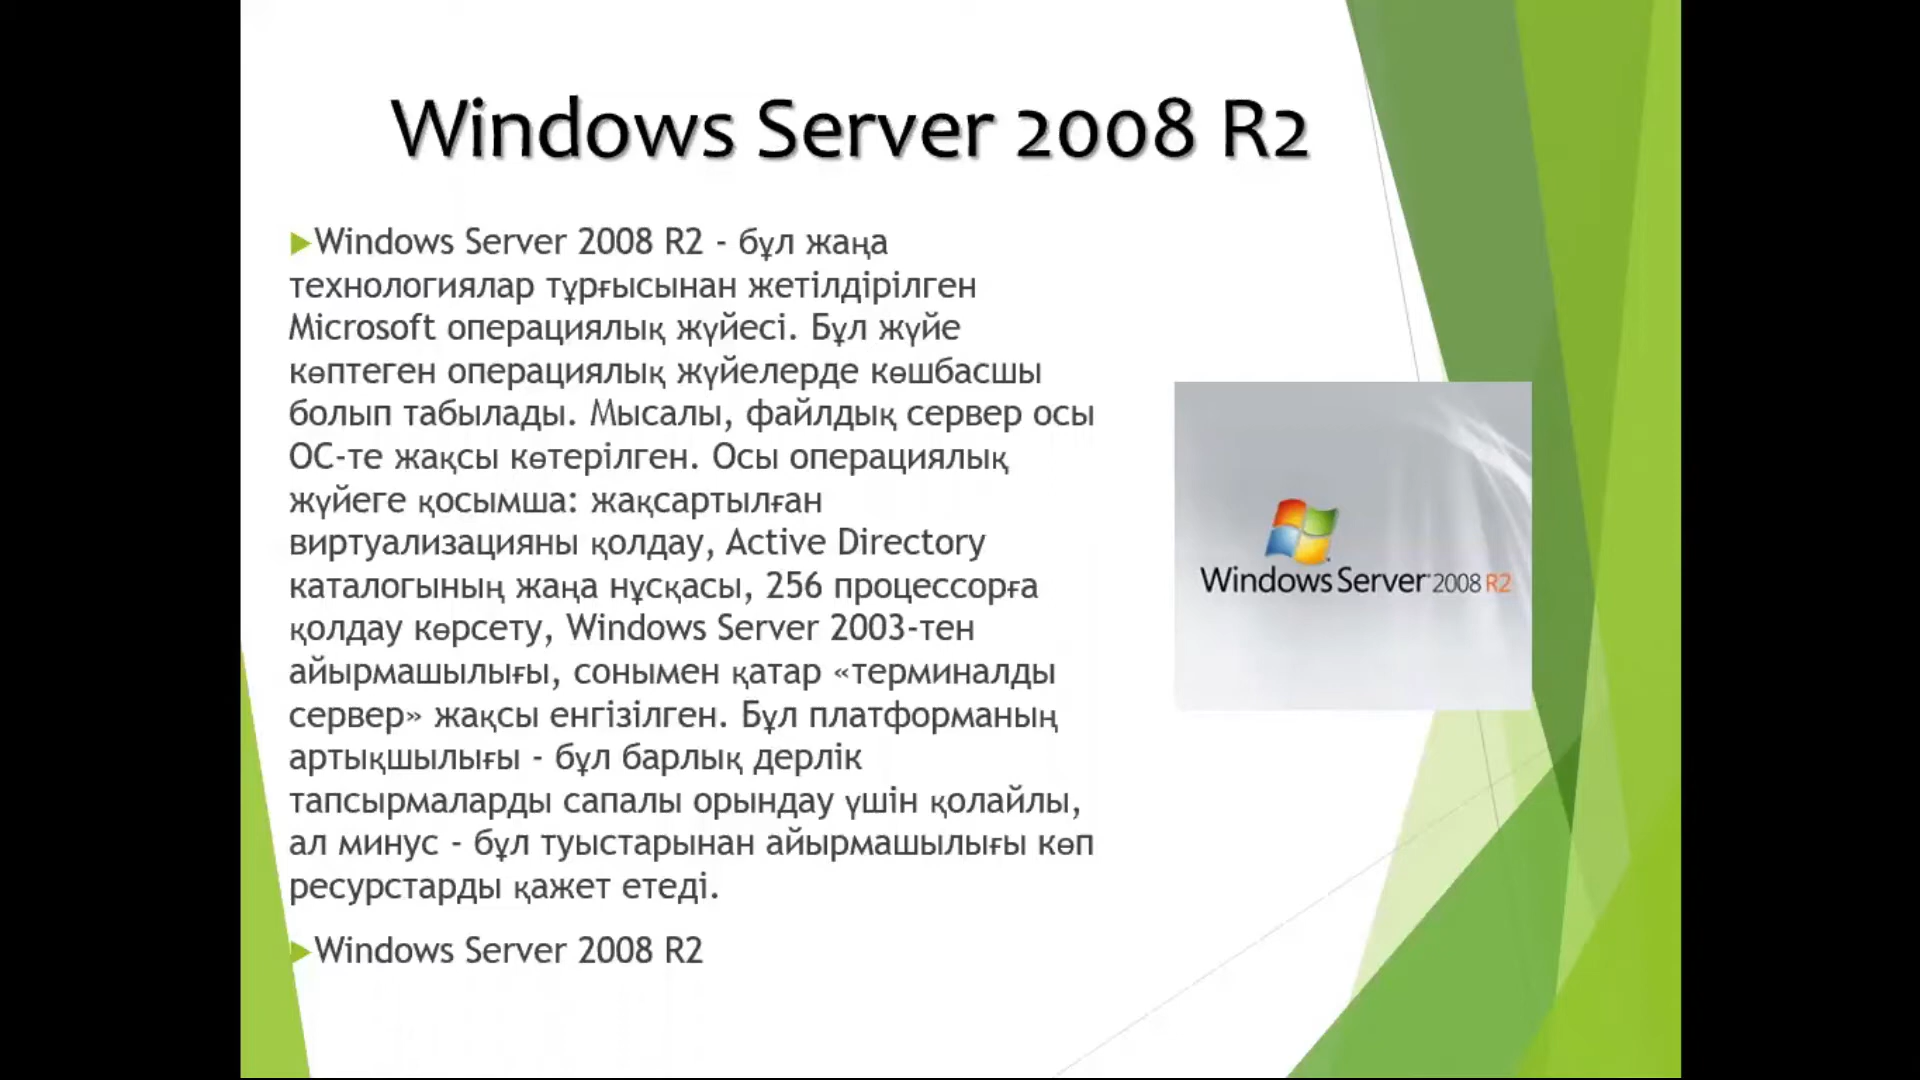 Windows Server 2008 R2
Windows Server 2008 R2 - бұл жаңа
технологиялар тұрғысынан жетілдірілген
Microsoft операциялық жүйесі. Бұл жүйе
көптеген операциялық жүйелерде көшбасшы
болып табылады. Мысалы, файлдық сервер осы
ОС-те жақсы көтерілген. Осы операциялық
жүйеге қосымша: жақсартылған
виртуализацияны қолдау, Active Directory
каталогының жаңа нұсқасы, 256 процессорға
қолдау көрсету, Windows Server 2003-тен
айырмашылығы, сонымен қатар «терминалды
сервер» жақсы енгізілген. Бұл платформаның
артықшылығы - бұл барлық дерлік
тапсырмаларды сапалы орындау үшін қолайлы,
ал минус - бұл туыстарынан айырмашылығы көп
ресурстарды қажет етеді.
Windows Server 2008 R2
Windows Server 2008 R2